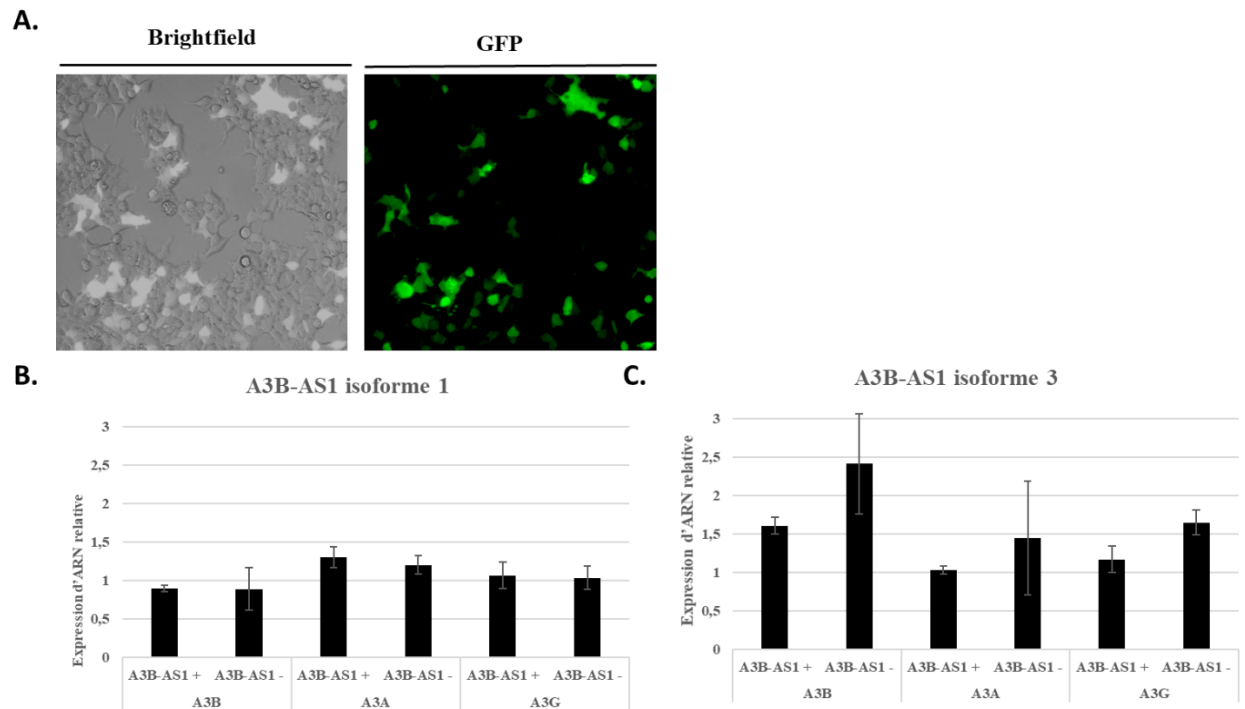 A.
Brightfield
GFP
B.
A3B-AS1 isoforme 1
Expression d’ARN relative
3
2,5
2
1,5
1
0,5
0
A3B-AS1 +
A3B-AS1 -
A3B-AS1 +
A3B-AS1 -
A3B-AS1 +
A3B-AS1 -
A3B
A3A
A3G
C.
A3B-AS1 isoforme 3
Expression d’ARN relative
3
2,5
2
1,5
1
0,5
0
A3B-AS1 +
A3B-AS1 -
A3B-AS1 +
A3B-AS1 -
A3B-AS1 +
A3B-AS1 -
A3B
A3A
A3G